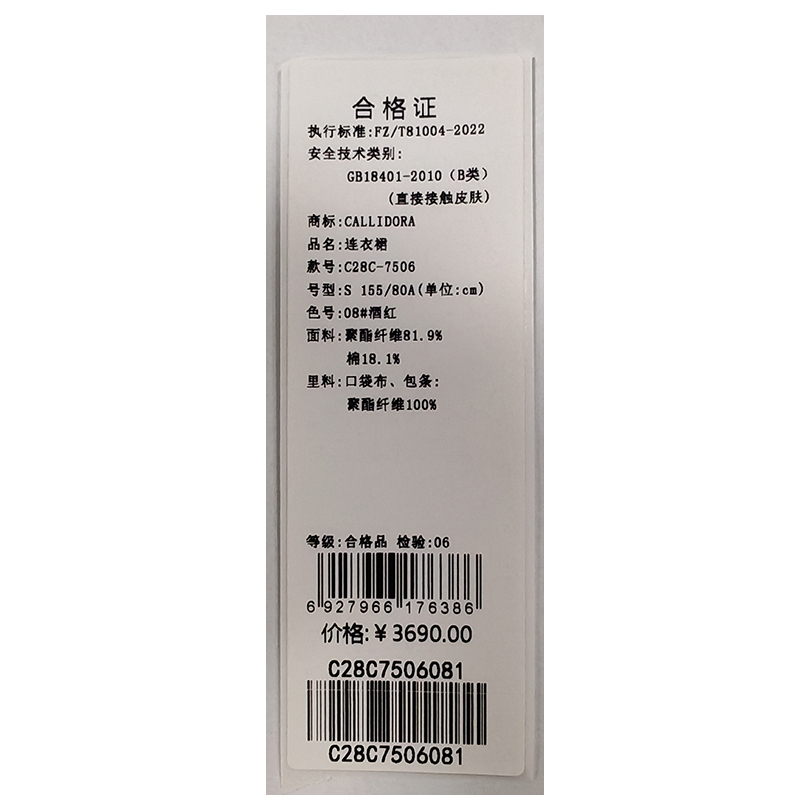 合格证
执行标准:FZ/T81004-2022
安全技术类别:
GB18401-2010（B类）
(直接接触皮肤)
商标:CALLIDORA
品名:连衣裙
款号:C28C-7506
号型:S 155/80A(单位:cm)
色号:08#酒红
面料:聚酯纤维81.9%
棉18.1%
里料:口袋布、包条:
聚酯纤维100%
等级:合格品 检验:06
6 927966 176386
价格:¥3690.00
C28C7506081
C28C7506081